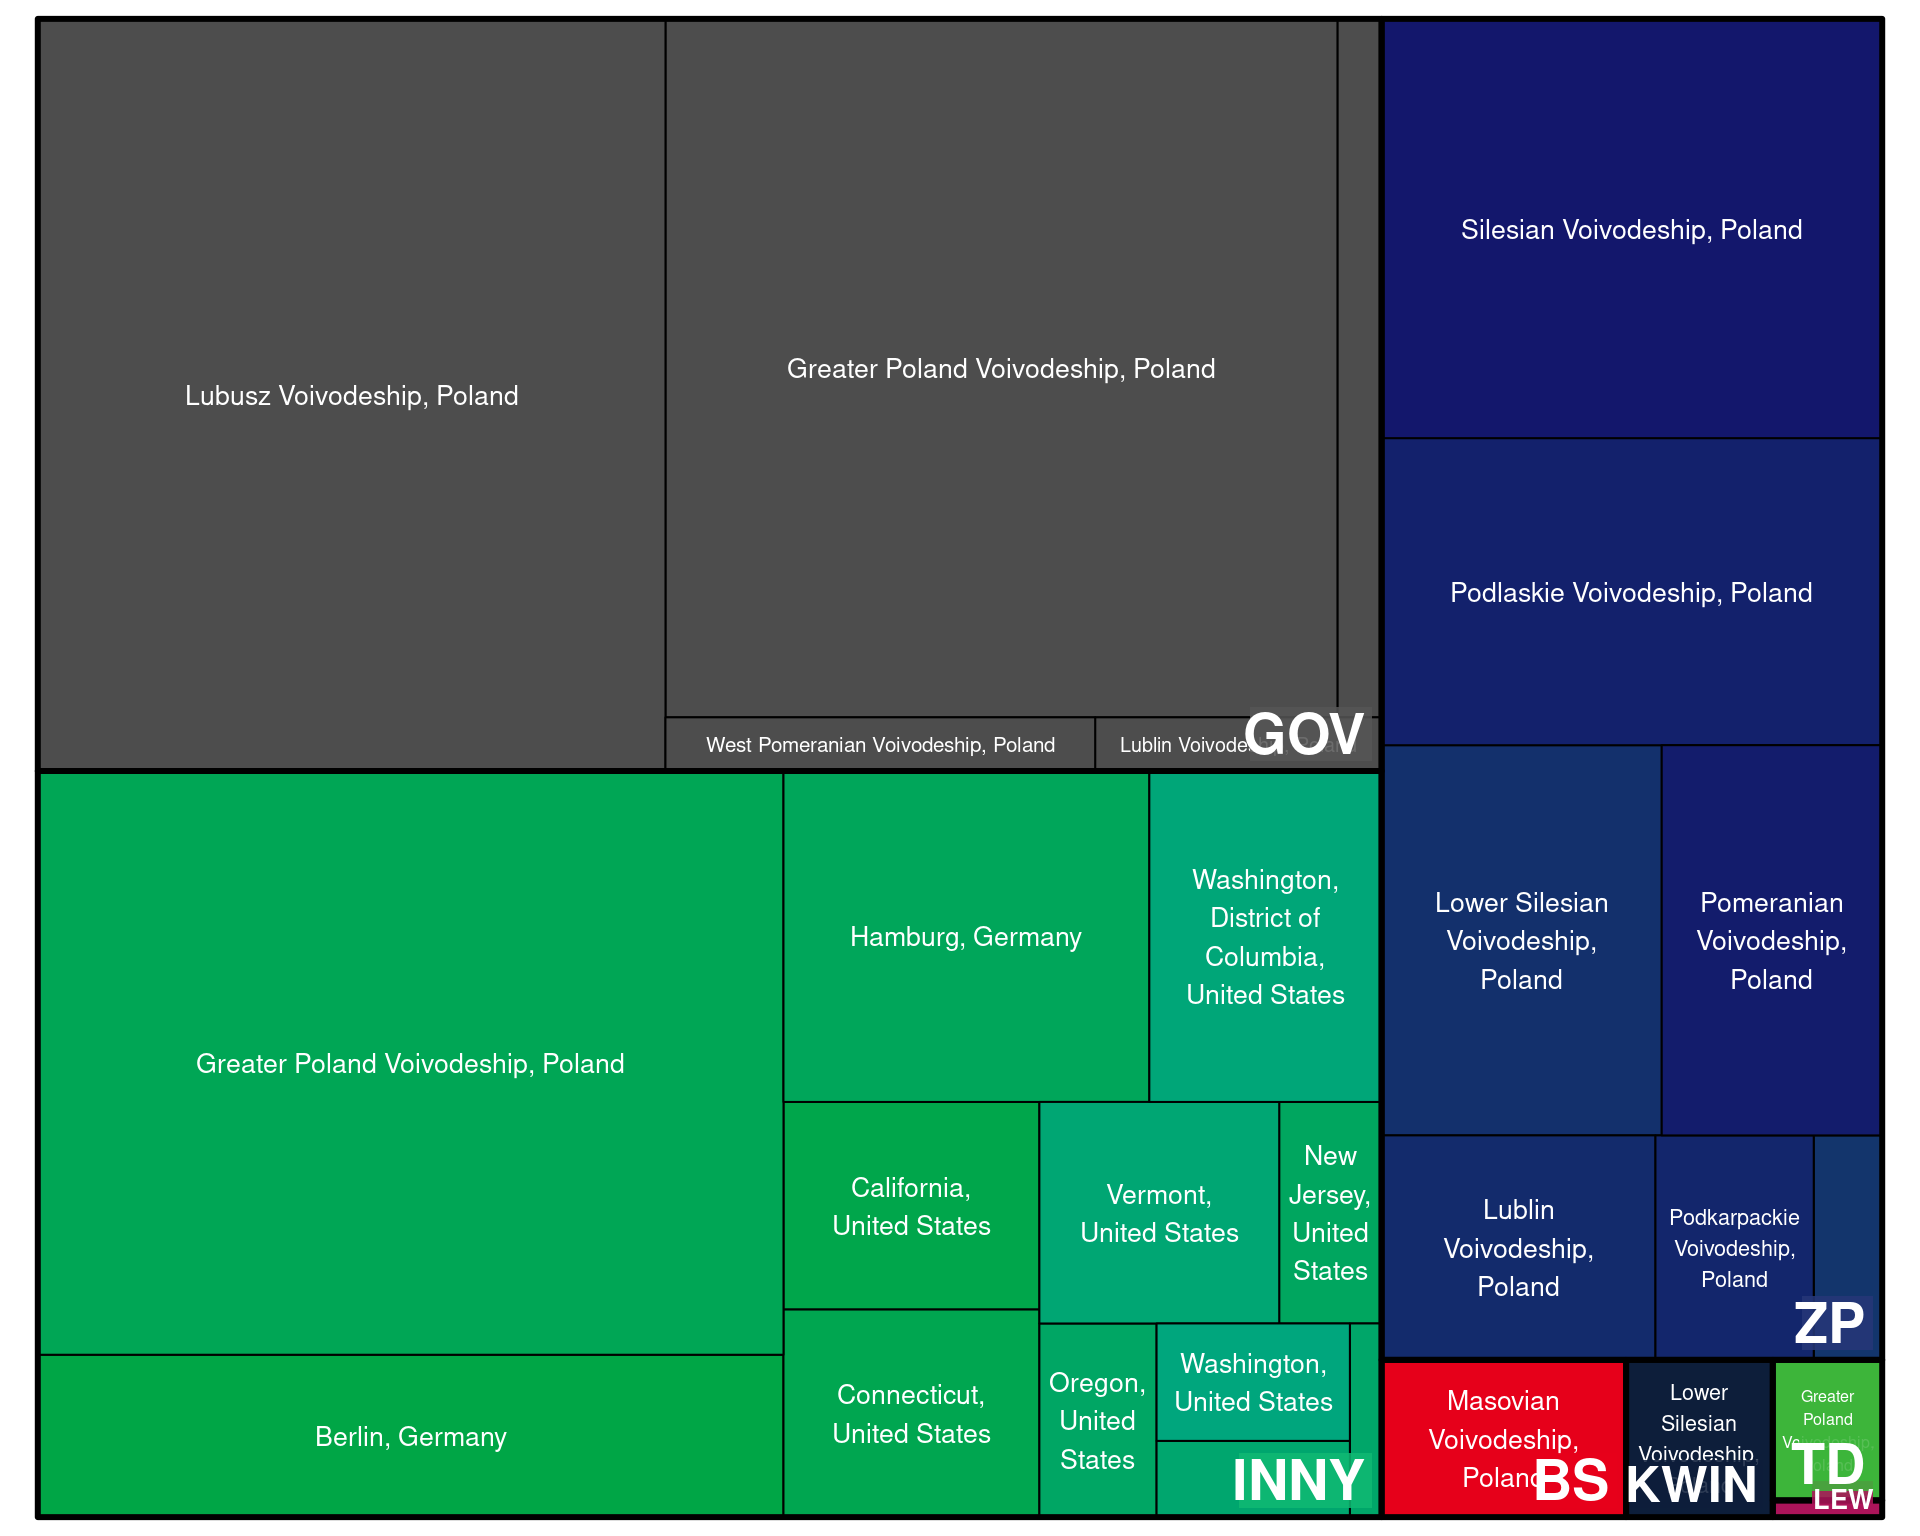 Lubusz Voivodeship, Poland
Greater Poland Voivodeship, Poland
West Pomeranian Voivodeship, Poland
Lublin
GOV
Silesian Voivodeship, Poland
Podlaskie Voivodeship, Poland
Lower Silesian
Voivodeship,
Poland
Pomeranian
Voivodeship,
Poland
Lublin
Voivodeship,
Poland
Podkarpackie
Voivodeship,
Poland
ZP
Greater Poland Voivodeship, Poland
Berlin, Germany
Hamburg, Germany
Washington,
District of
Columbia,
United States
California,
United States
Connecticut,
United States
Vermont,
United States
New
Jersey,
United
States
Oregon,
United
States
Washington,
United States
INNY
Masovian
Voivodeship,
Poland
BS
Lower
Silesian
Voivodeship,
KWIN
Greater
Poland
TD
LEW